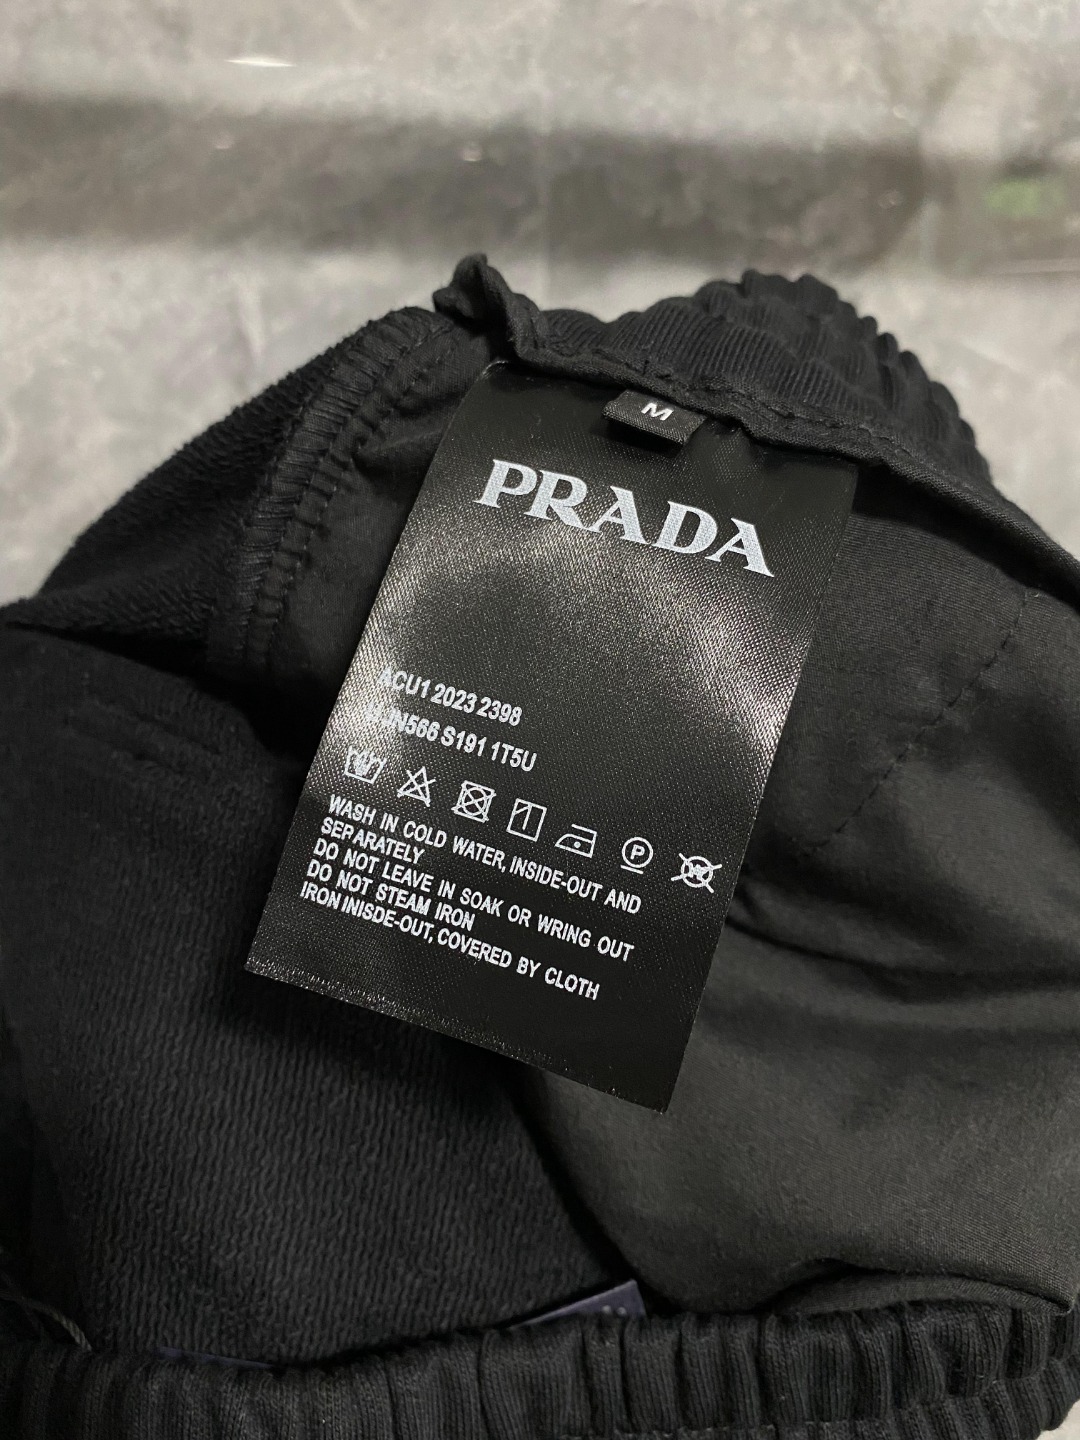 M
PRADA
ACU1 2023 2398
S191 1T5U
P
WASH IN COLD WATER, INSIDE-OUT AND
SEPARATELY
DO NOT LEAVE IN SOAK OR WRING OUT
DO NOT STEAM IRON
IRON INISDE-OUT, COVERED BY CLOTH